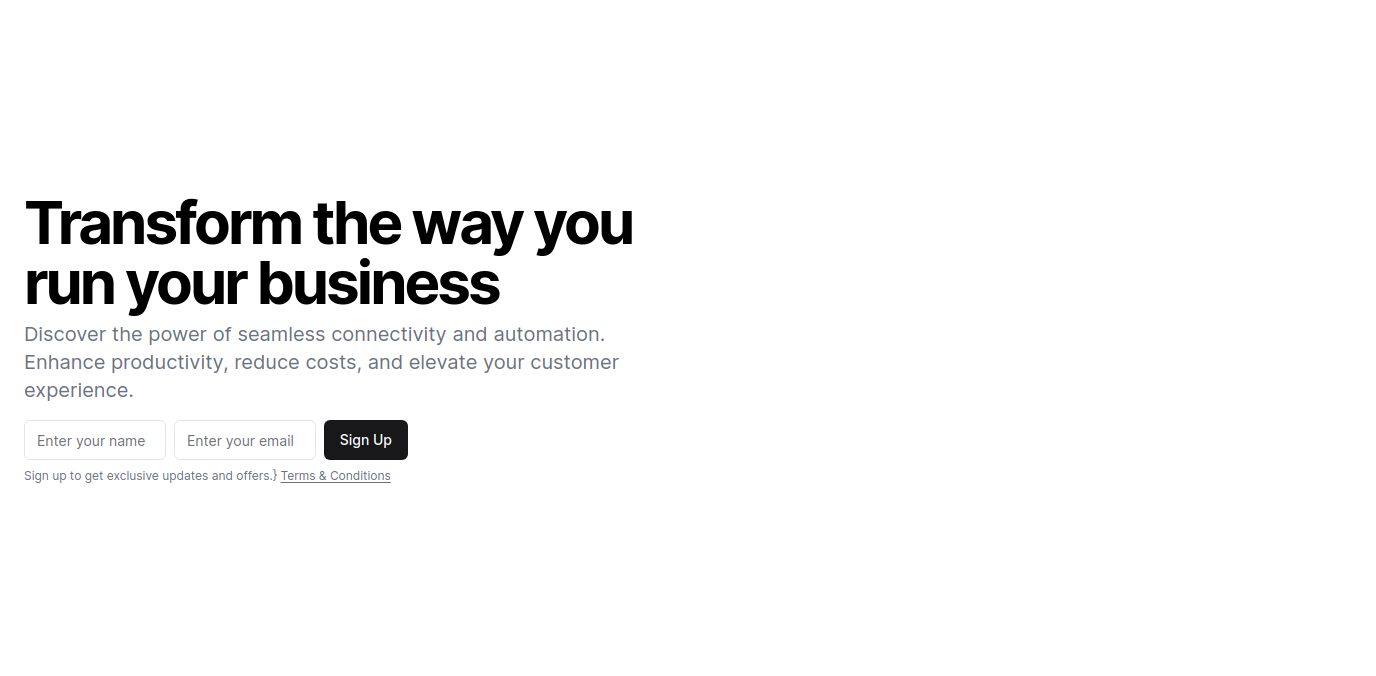 Transform the way you
run your business
Discover the power of seamless connectivity and automation.
Enhance productivity, reduce costs, and elevate your customer
experience.
Enter your name Enter your email Sign Up
Sign up to get exclusive updates and offers.} Terms & Conditions